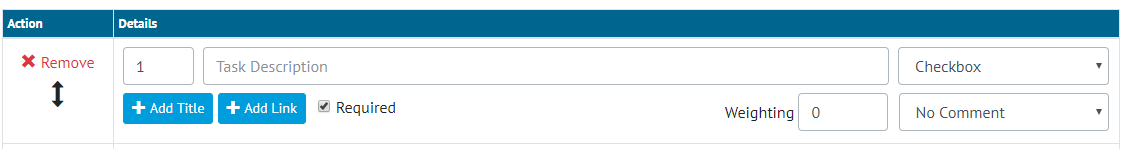 Action Details
Remove 1 Task Description Checkbox
Add Title Add Link Required Weighting 0 No Comment